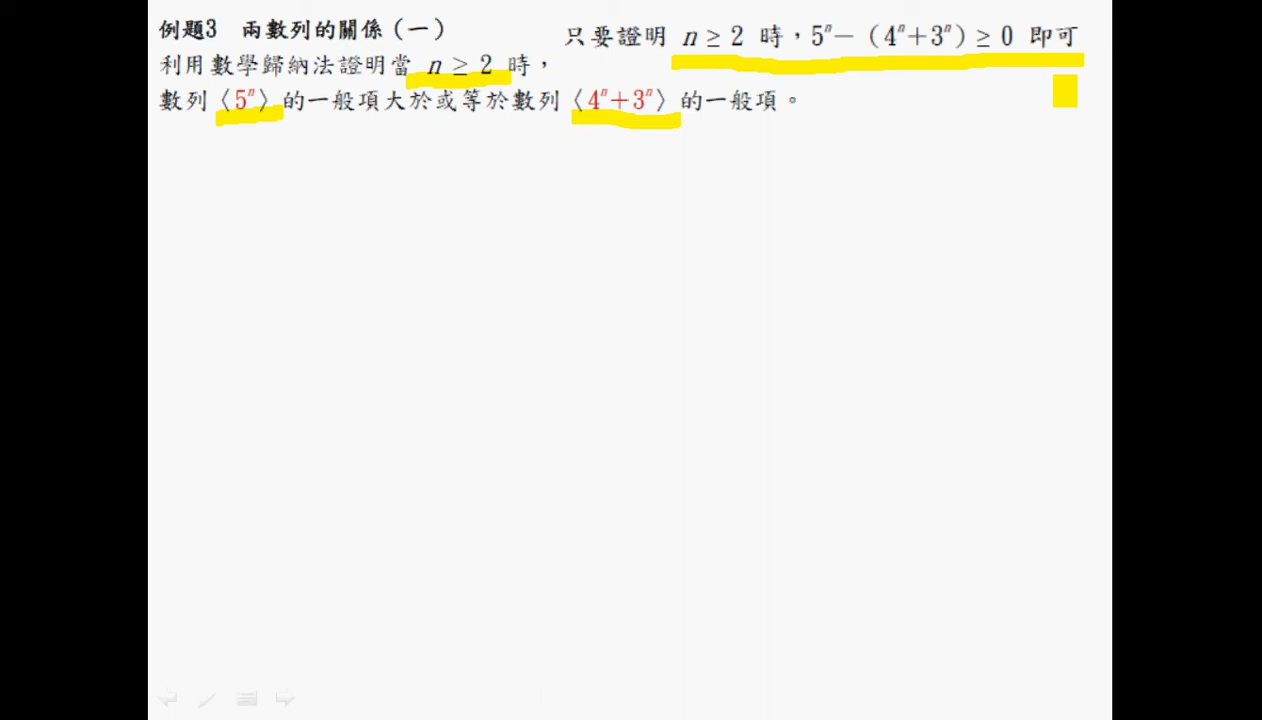 例題3 兩數列的關係(一)
只要證明 n ≥ 2 時,5ⁿ－(4ⁿ＋3ⁿ) ≥ 0 即可
利用數學歸納法證明當 n ≥ 2 時,
數列〈5ⁿ〉的一般項大於或等於數列〈4ⁿ＋3ⁿ〉的一般項。